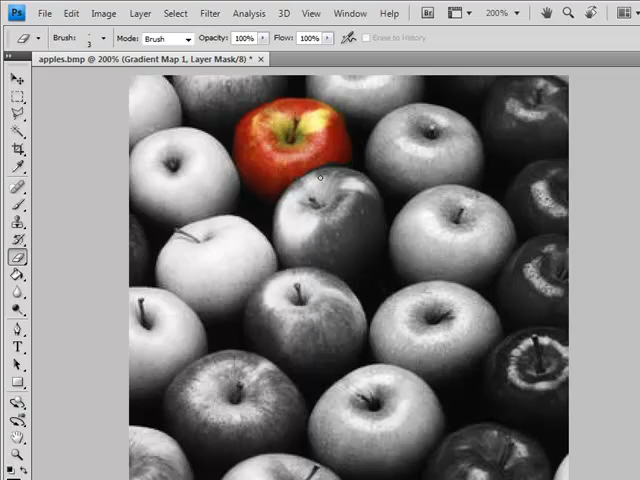 Ps File Edit Image Layer Select Filter Analysis 3D View Window Help Br 200%
Brush: 3 Mode: Brush Opacity: 100% Flow: 100% Erase to History
apples.bmp @ 200% (Gradient Map 1, Layer Mask/8) * ×
T